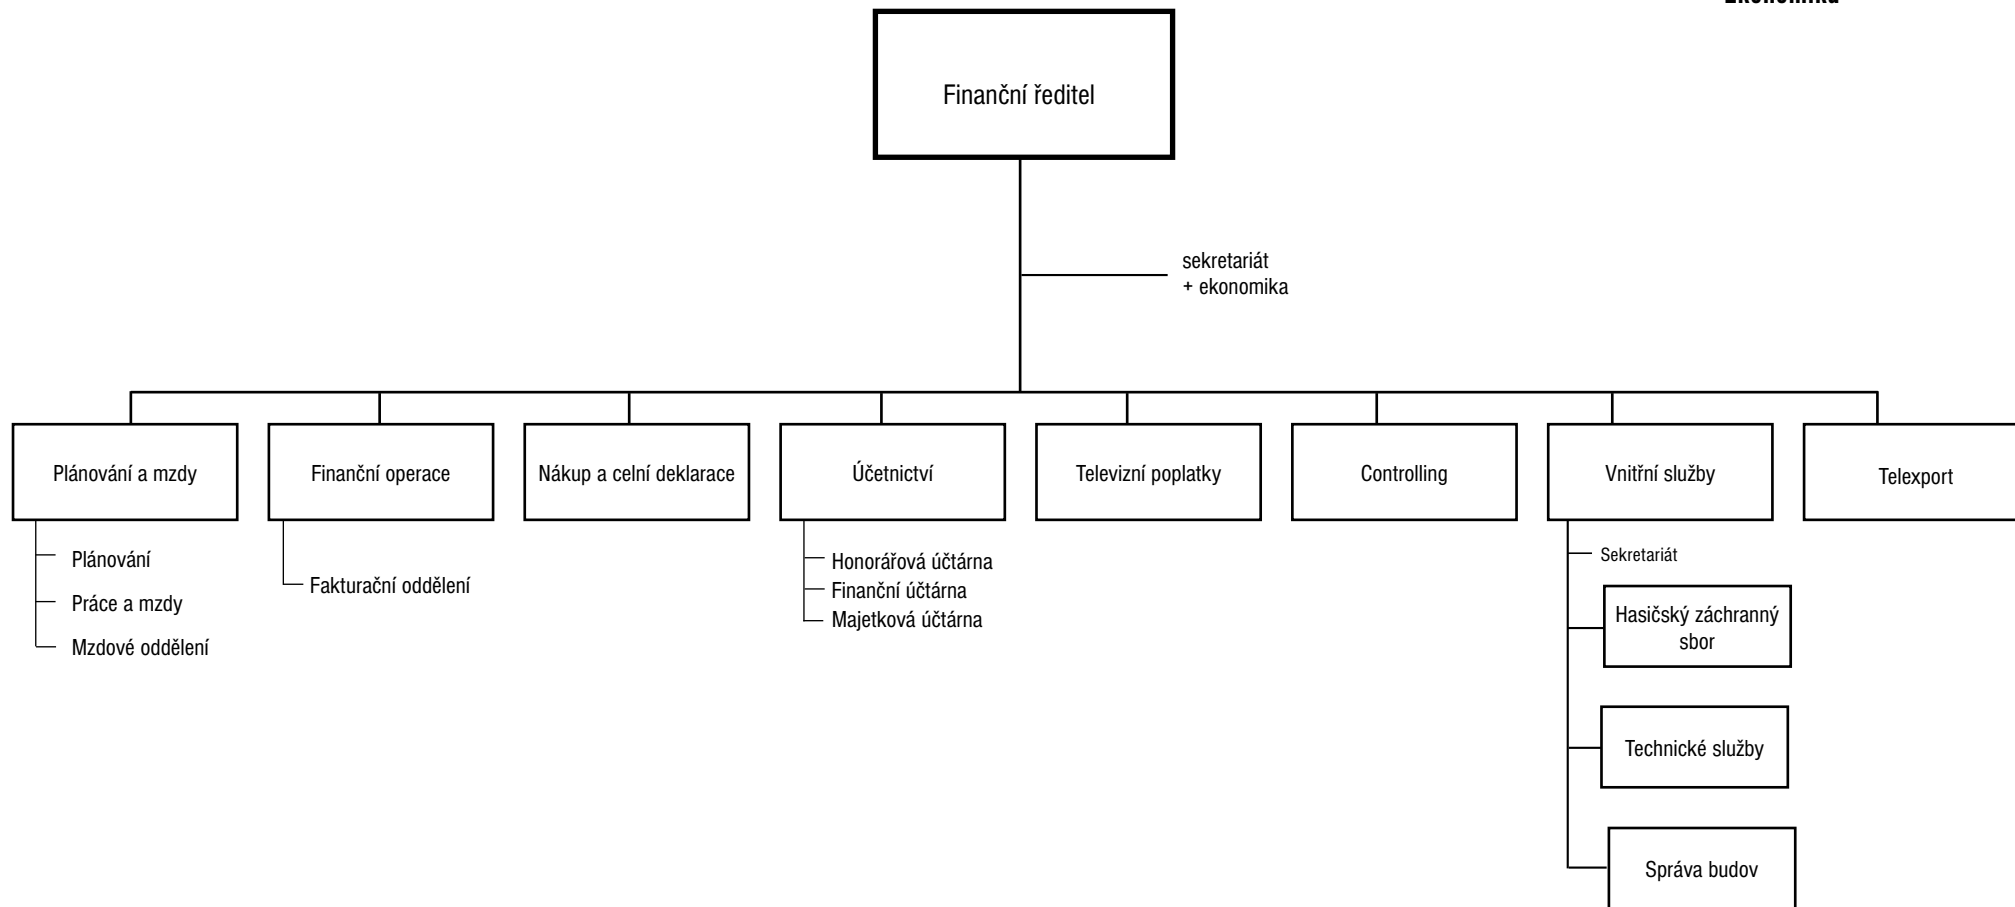 Ekonomika
Finanční ředitel
sekretariát
+ ekonomika
Plánování a mzdy
Finanční operace
Nákup a celní deklarace
Účetnictví
Televizní poplatky
Controlling
Vnitřní služby
Telexport
Plánování
Práce a mzdy
Mzdové oddělení
Fakturační oddělení
Honorářová účtárna
Finanční účtárna
Majetková účtárna
Sekretariát
Hasičský záchranný
sbor
Technické služby
Správa budov